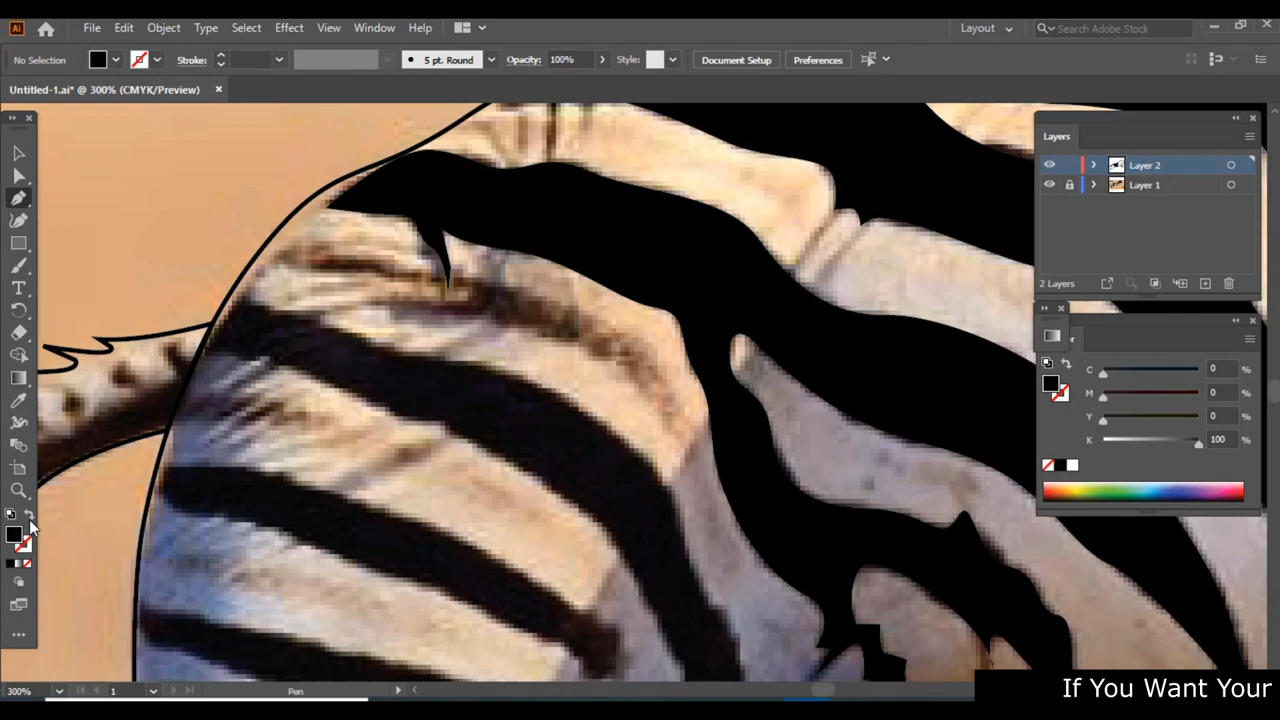 Ai File Edit Object Type Select Effect View Window Help Layout Search Adobe Stock
No Selection Stroke: 5 pt. Round Opacity: 100% Style: Document Setup Preferences
Untitled-1.ai* @ 300% (CMYK/Preview)
Layers
Layer 2
Layer 1
2 Layers
C 0 %
M 0 %
Y 0 %
K 100 %
300% 1 Pen
If You Want Your